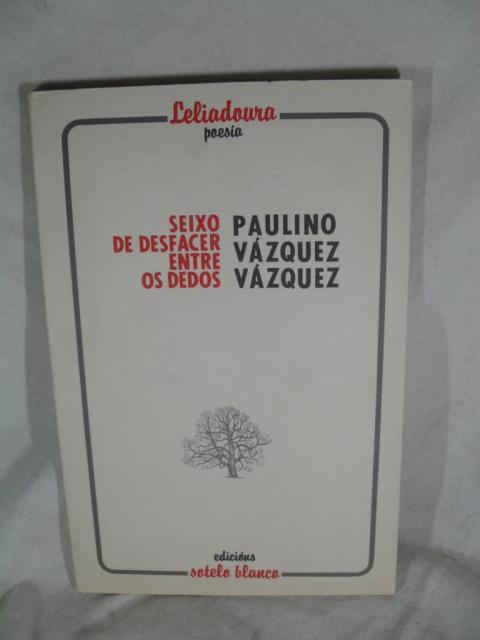 Leliadoura
poesía
SEIXO
DE DESFACER
ENTRE
OS DEDOS
PAULINO
VÁZQUEZ
VÁZQUEZ
edicións
sotelo blanco